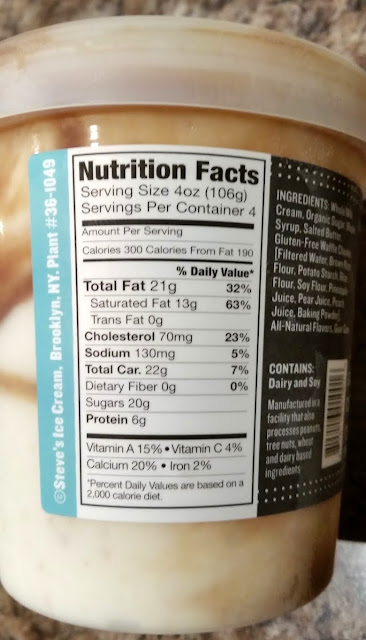 ©Steve's Ice Cream, Brooklyn, NY. Plant #36-1049
Nutrition Facts
Serving Size 4oz (106g)
Servings Per Container 4
Amount Per Serving
Calories 300 Calories From Fat 190
% Daily Value*
Total Fat 21g 32%
Saturated Fat 13g 63%
Trans Fat 0g
Cholesterol 70mg 23%
Sodium 130mg 5%
Total Car. 22g 7%
Dietary Fiber 0g 0%
Sugars 20g
Protein 6g
Vitamin A 15% • Vitamin C 4%
Calcium 20% • Iron 2%
*Percent Daily Values are based on a
2,000 calorie diet.
INGREDIENTS: Whole
Cream, Organic Sugar,
Syrup, Salted Butter
Gluten-Free Waffle
[Filtered Water, Brown
Flour, Potato Starch,
Flour, Soy Flour,
Juice, Pear Juice,
Juice, Baking Powder]
All-Natural Flavors,
CONTAINS:
Dairy and Soy
Manufactured in a
facility that also
processes peanuts,
tree nuts, wheat
and dairy based
ingredients